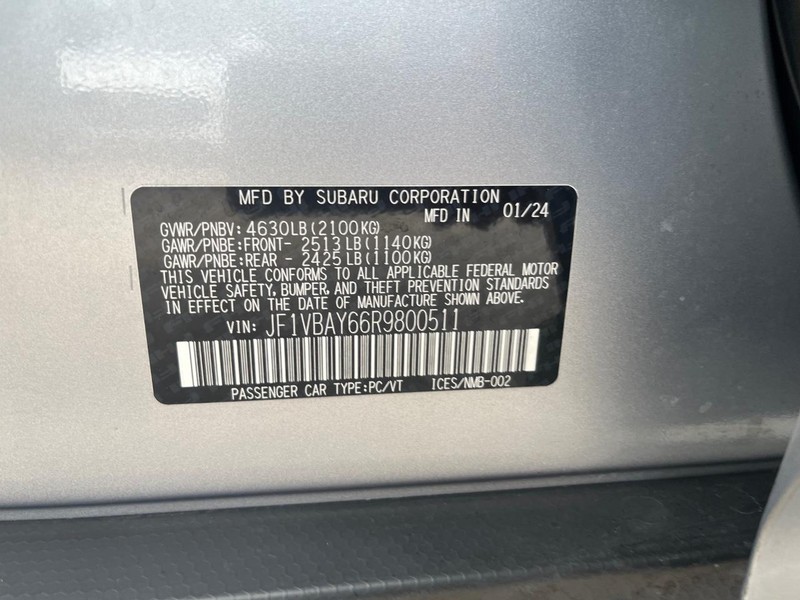 MFD BY SUBARU CORPORATION
MFD IN 01/24
GVWR/PNBV: 4630LB(2100KG)
GAWR/PNBE:FRONT- 2513LB(1140KG)
GAWR/PNBE:REAR - 2425LB(1100KG)
THIS VEHICLE CONFORMS TO ALL APPLICABLE FEDERAL MOTOR
VEHICLE SAFETY, BUMPER, AND THEFT PREVENTION STANDARDS
IN EFFECT ON THE DATE OF MANUFACTURE SHOWN ABOVE.
VIN: JF1VBAY66R9800511
PASSENGER CAR TYPE:PC/VT ICES/NMB-002